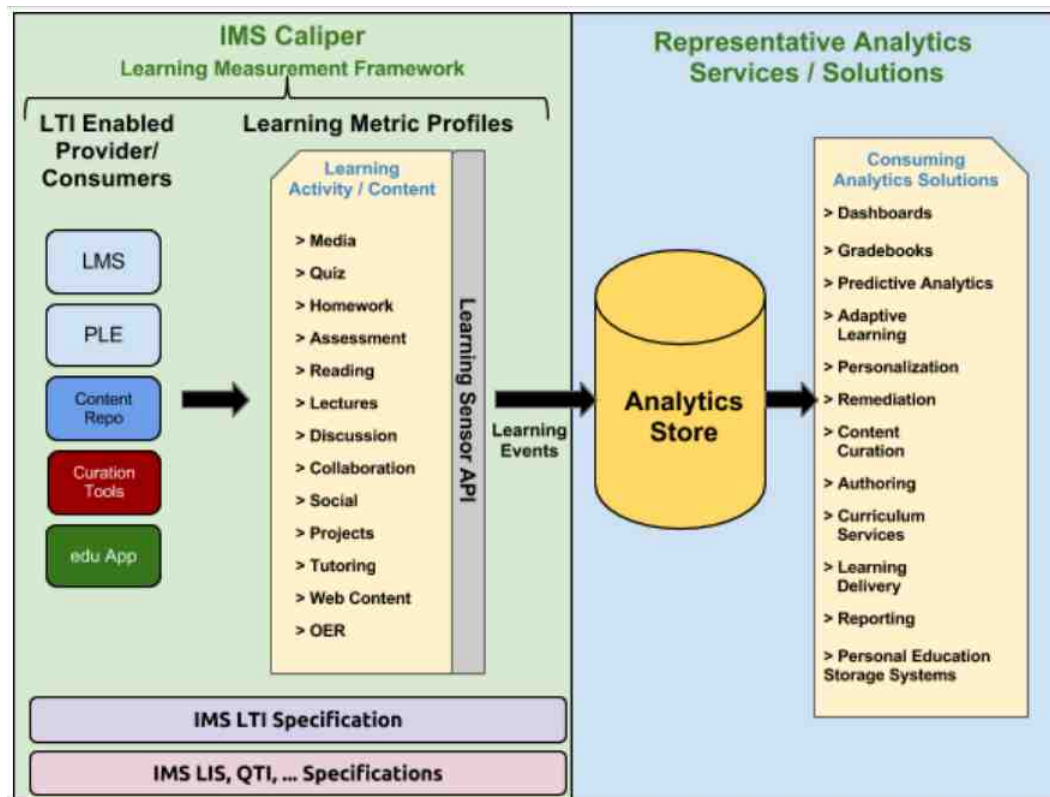 IMS Caliper
Learning Measurement Framework
LTI Enabled
Provider/
Consumers
LMS
PLE
Content
Repo
Curation
Tools
edu App
Learning Metric Profiles
Learning
Activity / Content
> Media
> Quiz
> Homework
> Assessment
> Reading
> Lectures
> Discussion
> Collaboration
> Social
> Projects
> Tutoring
> Web Content
> OER
Learning Sensor API
Learning
Events
IMS LTI Specification
IMS LIS, QTI, ... Specifications
Representative Analytics
Services / Solutions
Analytics
Store
Consuming
Analytics Solutions
> Dashboards
> Gradebooks
> Predictive Analytics
> Adaptive
Learning
> Personalization
> Remediation
> Content
Curation
> Authoring
> Curriculum
Services
> Learning
Delivery
> Reporting
> Personal Education
Storage Systems